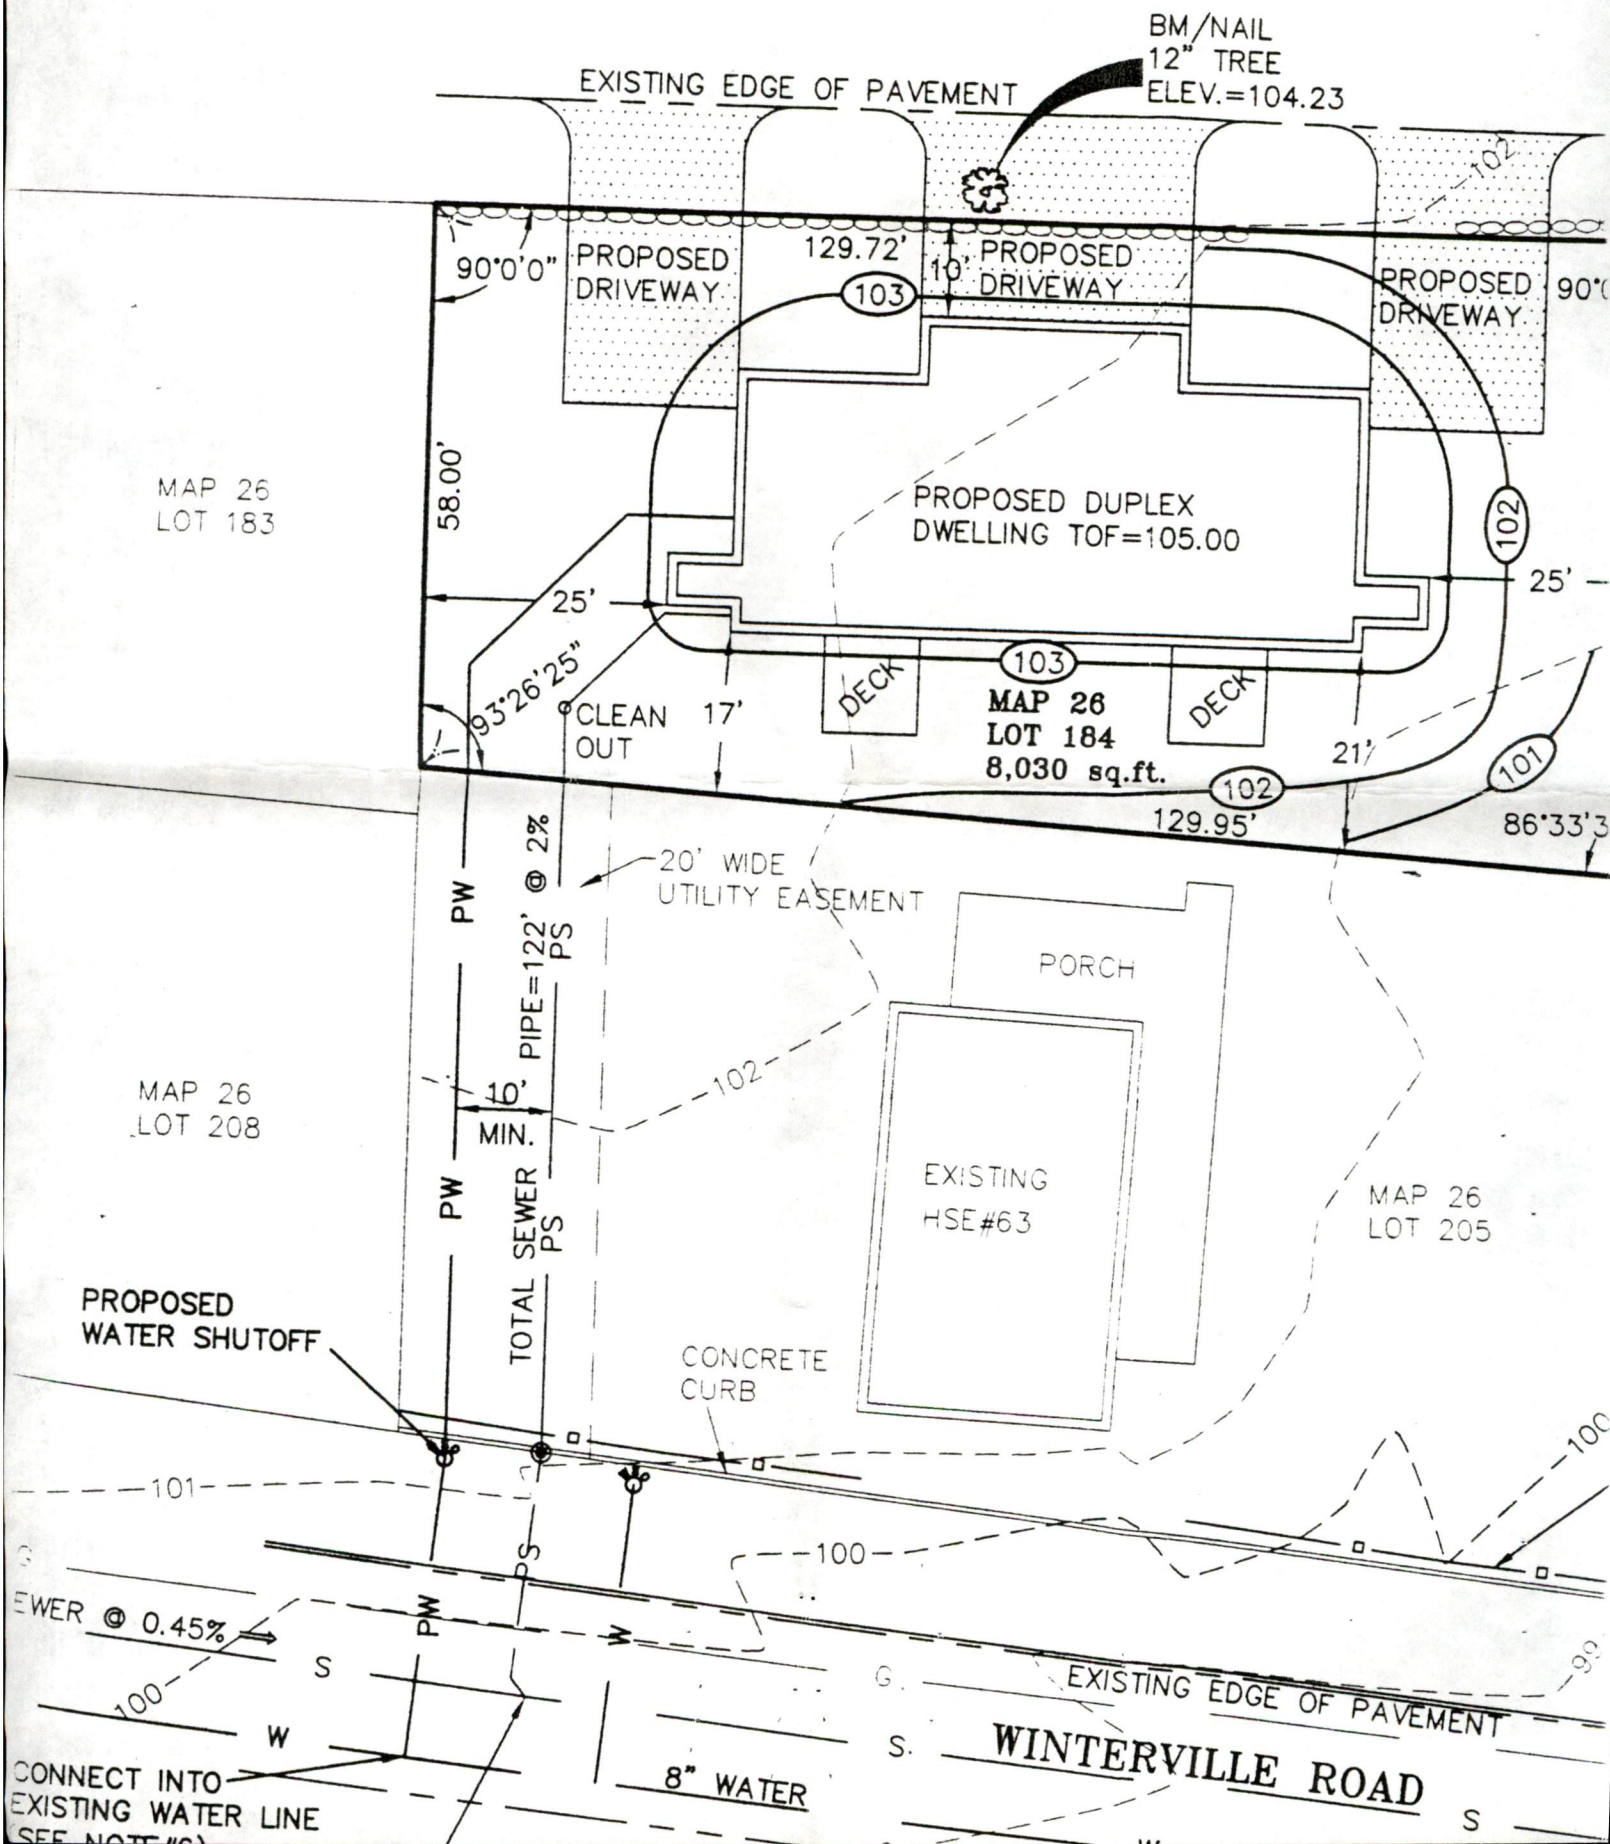 BM/NAIL
12" TREE
ELEV.=104.23
EXISTING EDGE OF PAVEMENT
102
90°0'0"
PROPOSED
DRIVEWAY
129.72'
103
10'
PROPOSED
DRIVEWAY
PROPOSED
DRIVEWAY
90°
58.00'
MAP 26
LOT 183
PROPOSED DUPLEX
DWELLING TOF=105.00
102
25'
25'
93°26'25"
CLEAN
OUT
17'
DECK
103
MAP 26
LOT 184
8,030 sq.ft.
DECK
21'
101
102
129.95'
86°33'3
20' WIDE
UTILITY EASEMENT
PW
TOTAL SEWER PIPE=122' @ 2%
PS
PORCH
102
10'
MIN.
MAP 26
LOT 208
PW
PS
EXISTING
HSE#63
MAP 26
LOT 205
PROPOSED
WATER SHUTOFF
CONCRETE
CURB
100
101
100
PS
EWER @ 0.45%
PW
W
S
G.
99
100
EXISTING EDGE OF PAVEMENT
W
S.
WINTERVILLE ROAD
CONNECT INTO
EXISTING WATER LINE
(SEE NOTE #6)
8" WATER
S
W